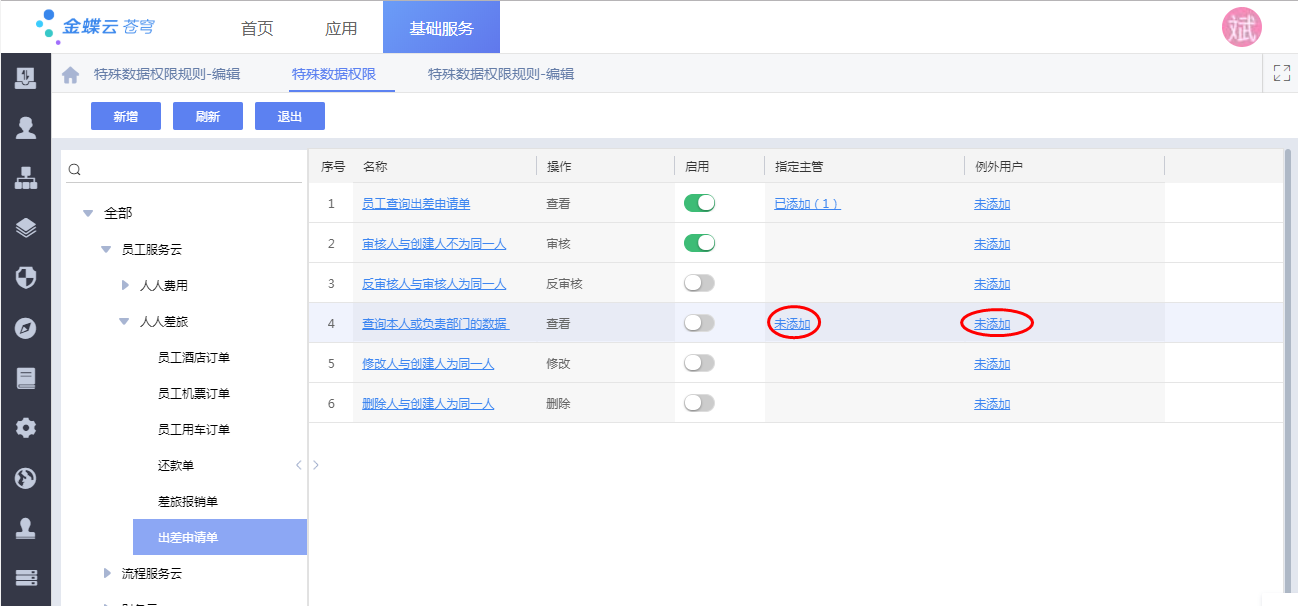 金蝶云 苍穹 首页 应用 基础服务 斌
特殊数据权限规则-编辑 特殊数据权限 特殊数据权限规则-编辑
新增 刷新 退出
序号 名称 操作 启用 指定主管 例外用户
1 员工查询出差申请单 查看 已添加（1） 未添加
2 审核人与创建人不为同一人 审核 未添加
3 反审核人与审核人为同一人 反审核 未添加
4 查询本人或负责部门的数据 查看 未添加 未添加
5 修改人与创建人为同一人 修改 未添加
6 删除人与创建人为同一人 删除 未添加
全部
员工服务云
人人费用
人人差旅
员工酒店订单
员工机票订单
员工用车订单
还款单
差旅报销单
出差申请单
流程服务云